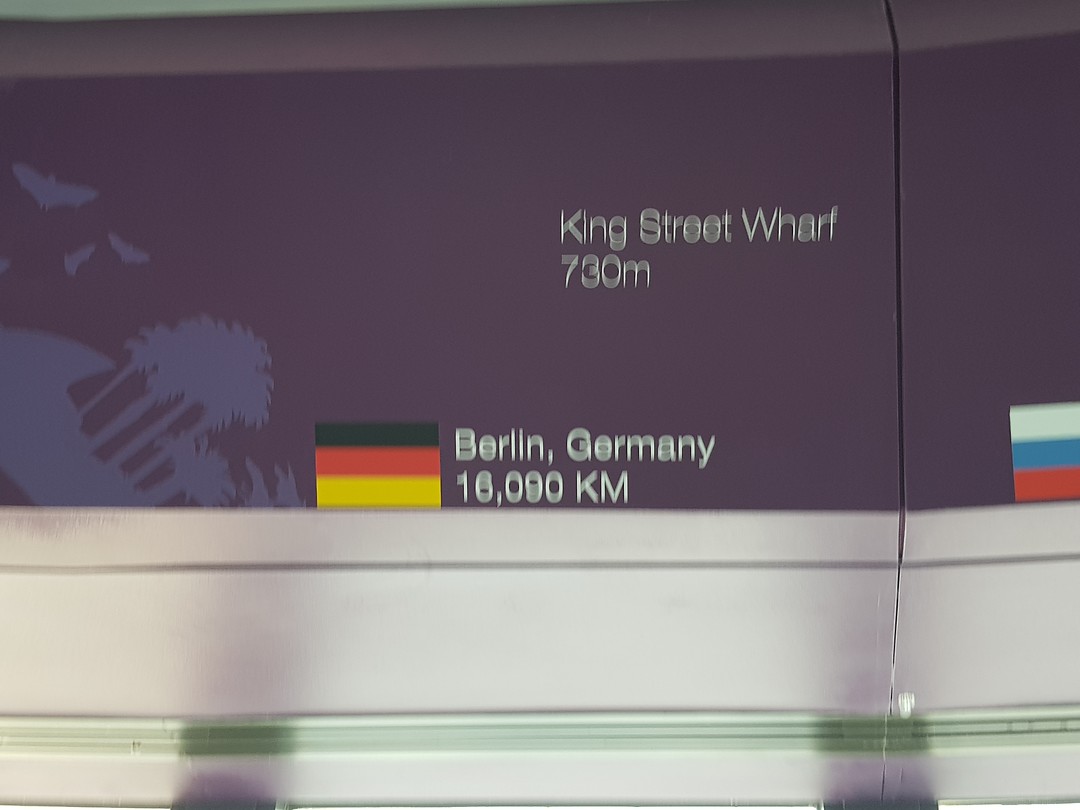 King Street Wharf
730m
Berlin, Germany
16,090 KM